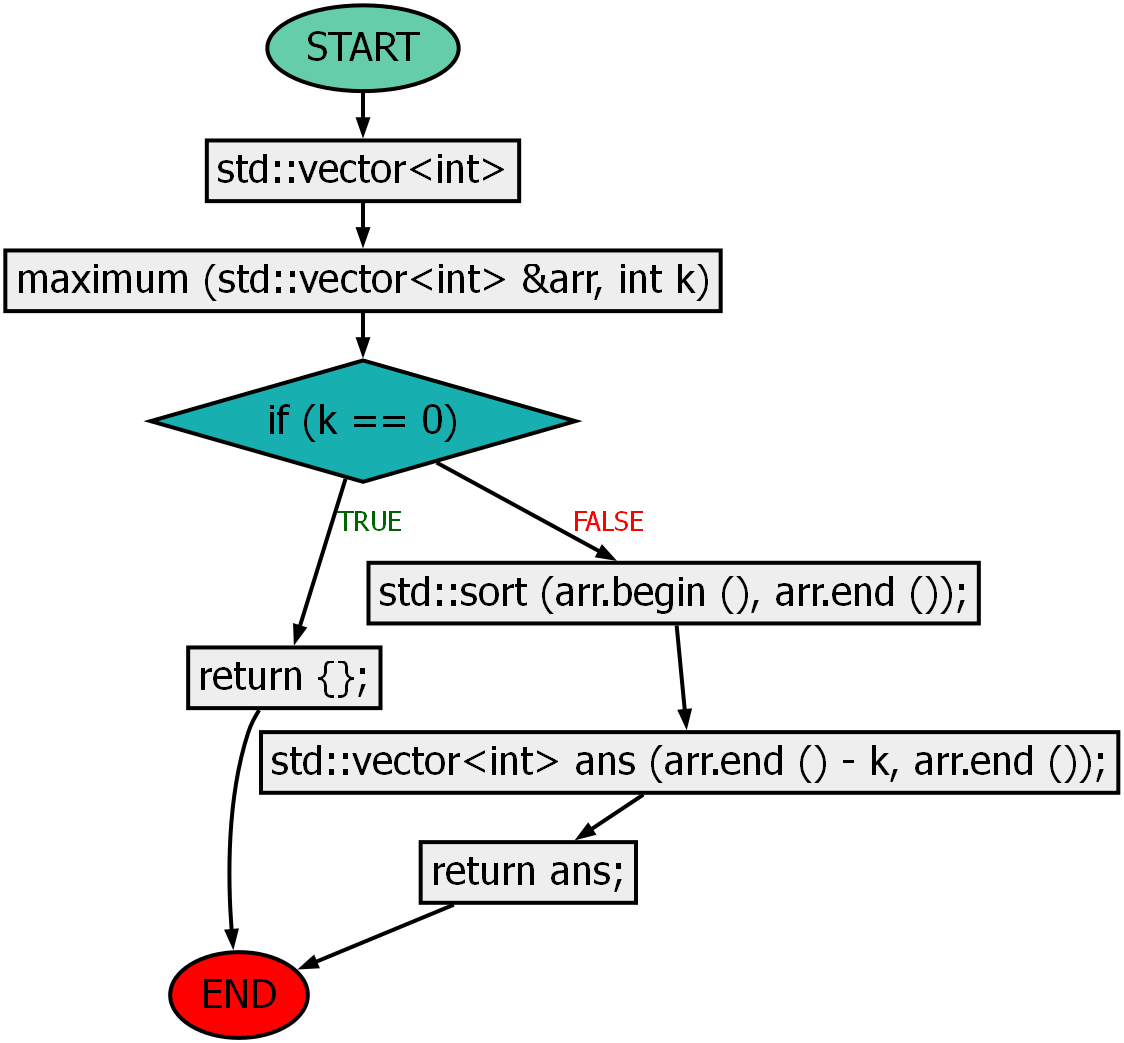 START
std::vector<int>
maximum (std::vector<int> &arr, int k)
if (k == 0)
TRUE
FALSE
std::sort (arr.begin (), arr.end ());
return {};
std::vector<int> ans (arr.end () - k, arr.end ());
return ans;
END